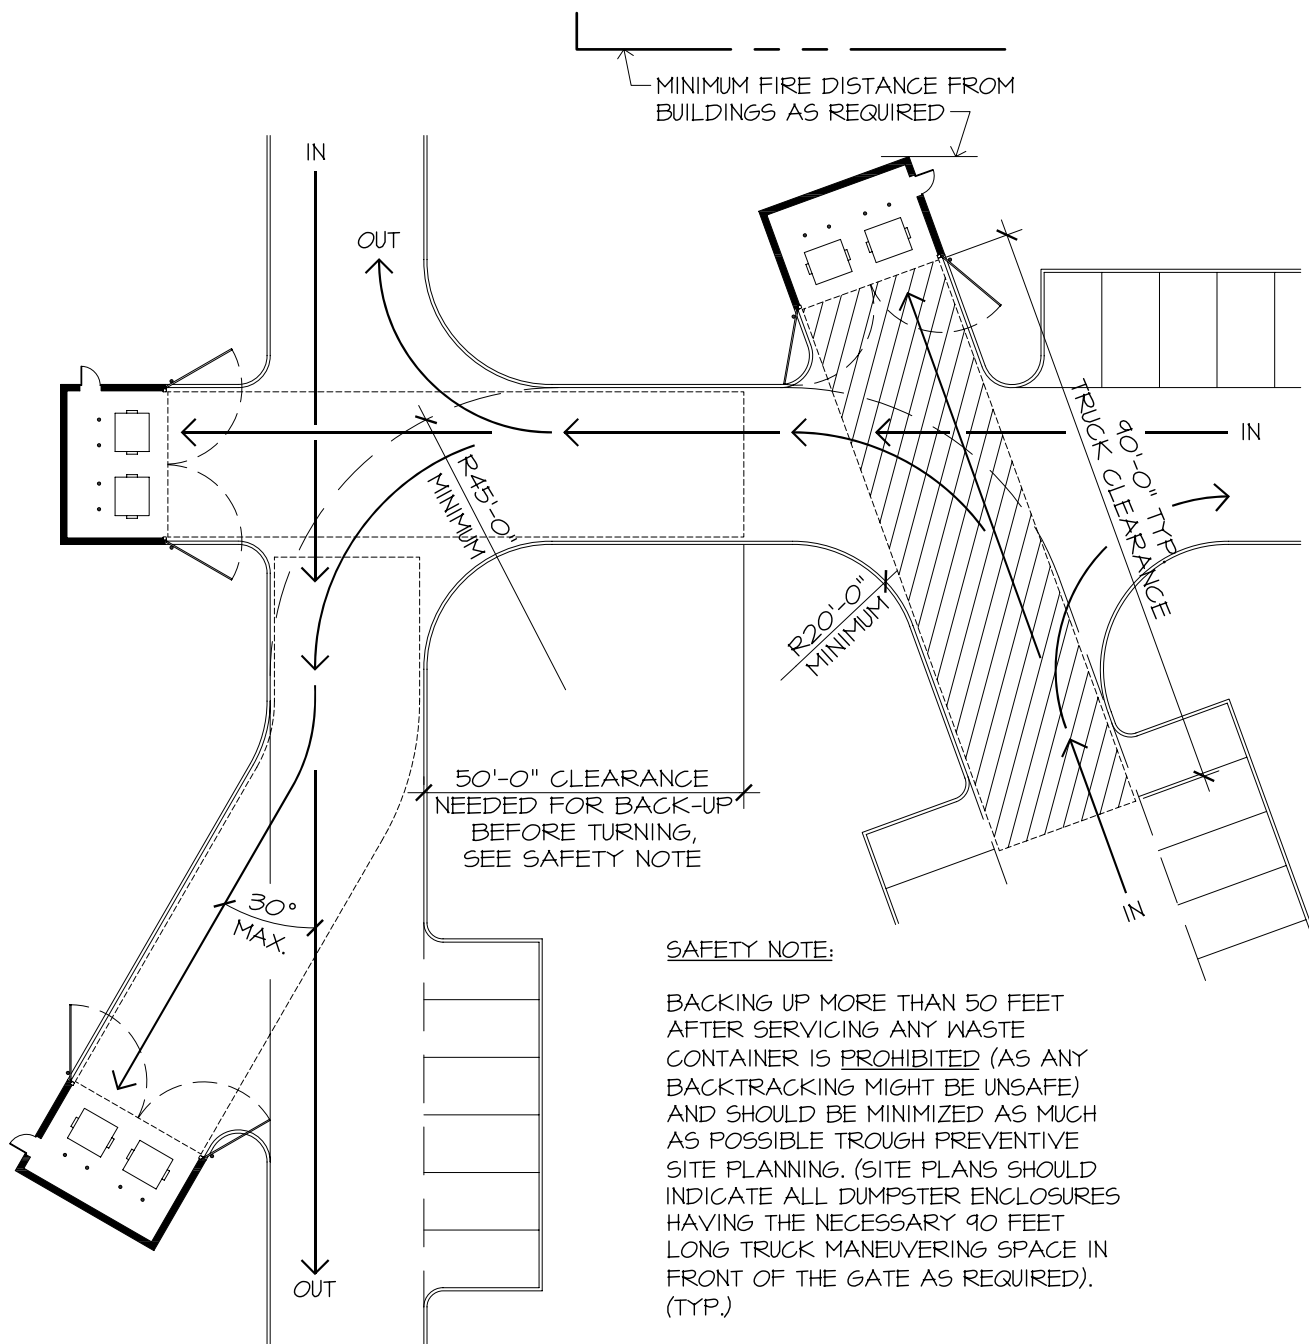 MINIMUM FIRE DISTANCE FROM
BUILDINGS AS REQUIRED
IN
OUT
TRUCK CLEARANCE
90'-0" TYP.
IN
R45'-0"
MINIMUM
R20'-0"
MINIMUM
50'-0" CLEARANCE
NEEDED FOR BACK-UP
BEFORE TURNING,
SEE SAFETY NOTE
30°
MAX.
IN
OUT
SAFETY NOTE:
BACKING UP MORE THAN 50 FEET
AFTER SERVICING ANY WASTE
CONTAINER IS PROHIBITED (AS ANY
BACKTRACKING MIGHT BE UNSAFE)
AND SHOULD BE MINIMIZED AS MUCH
AS POSSIBLE TROUGH PREVENTIVE
SITE PLANNING. (SITE PLANS SHOULD
INDICATE ALL DUMPSTER ENCLOSURES
HAVING THE NECESSARY 90 FEET
LONG TRUCK MANEUVERING SPACE IN
FRONT OF THE GATE AS REQUIRED).
(TYP.)